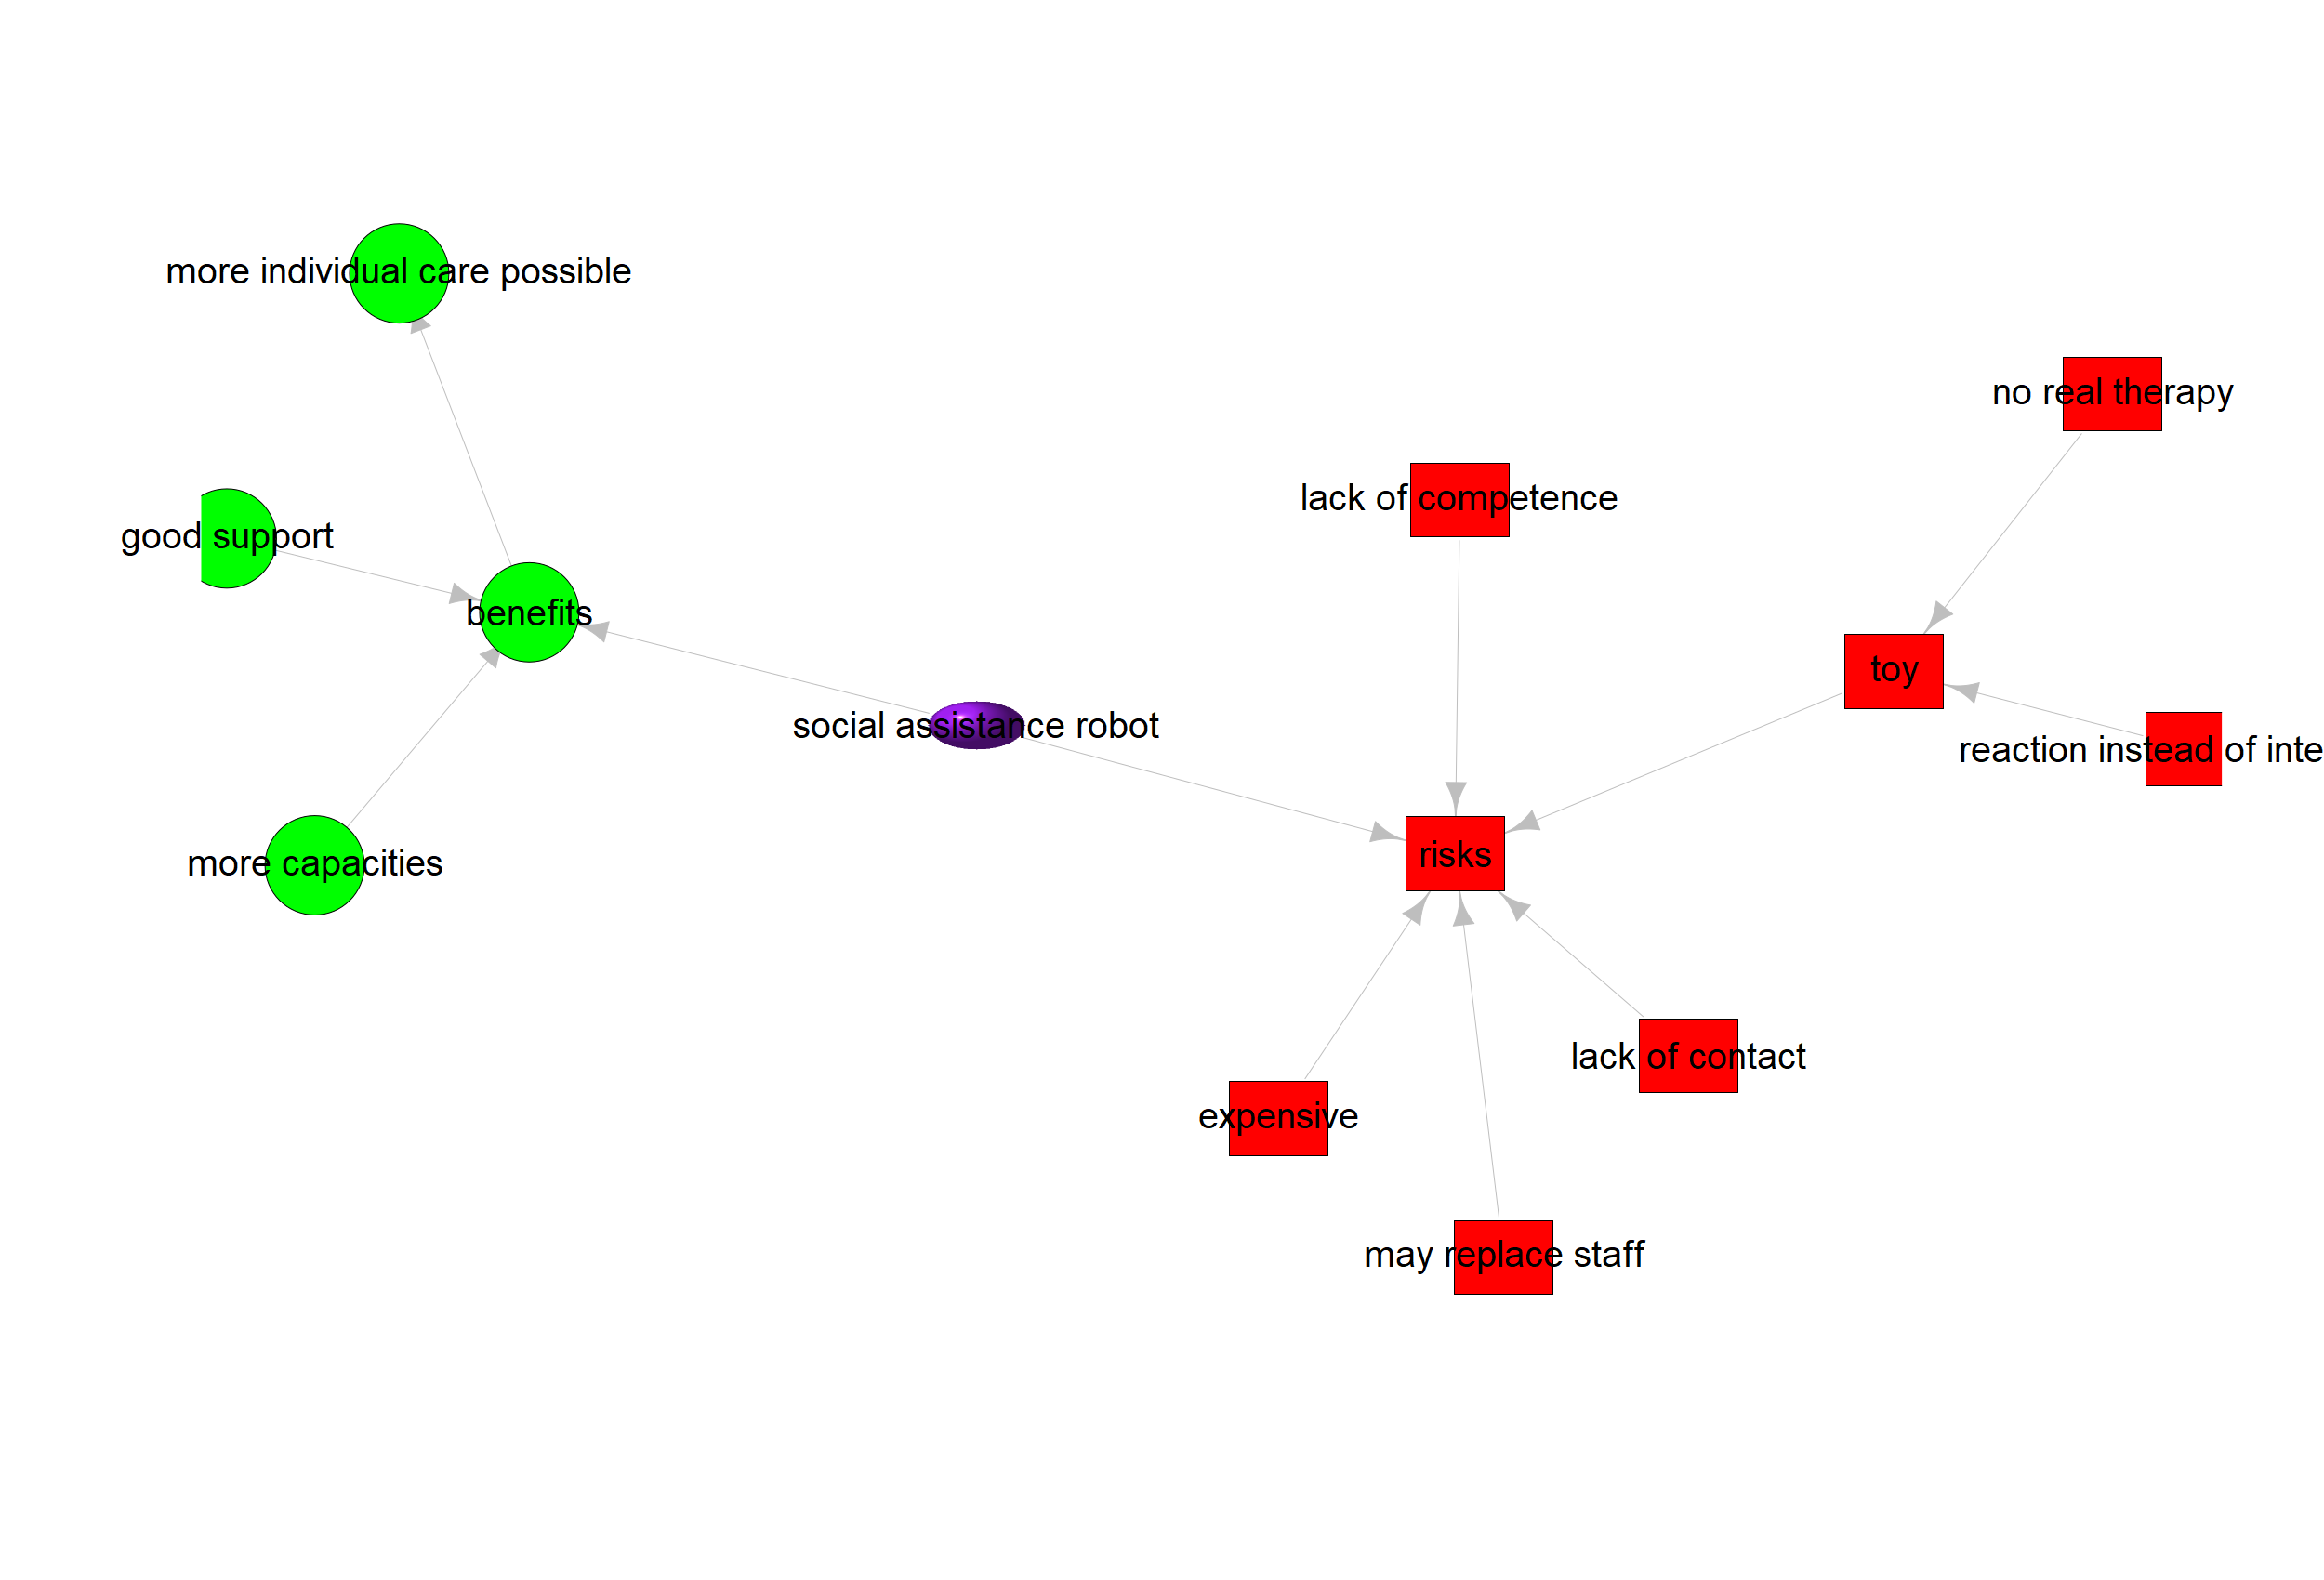 more individual care possible
no real therapy
lack of competence
good support
benefits
toy
social assistance robot
reaction instead of inte
risks
more capacities
lack of contact
expensive
may replace staff